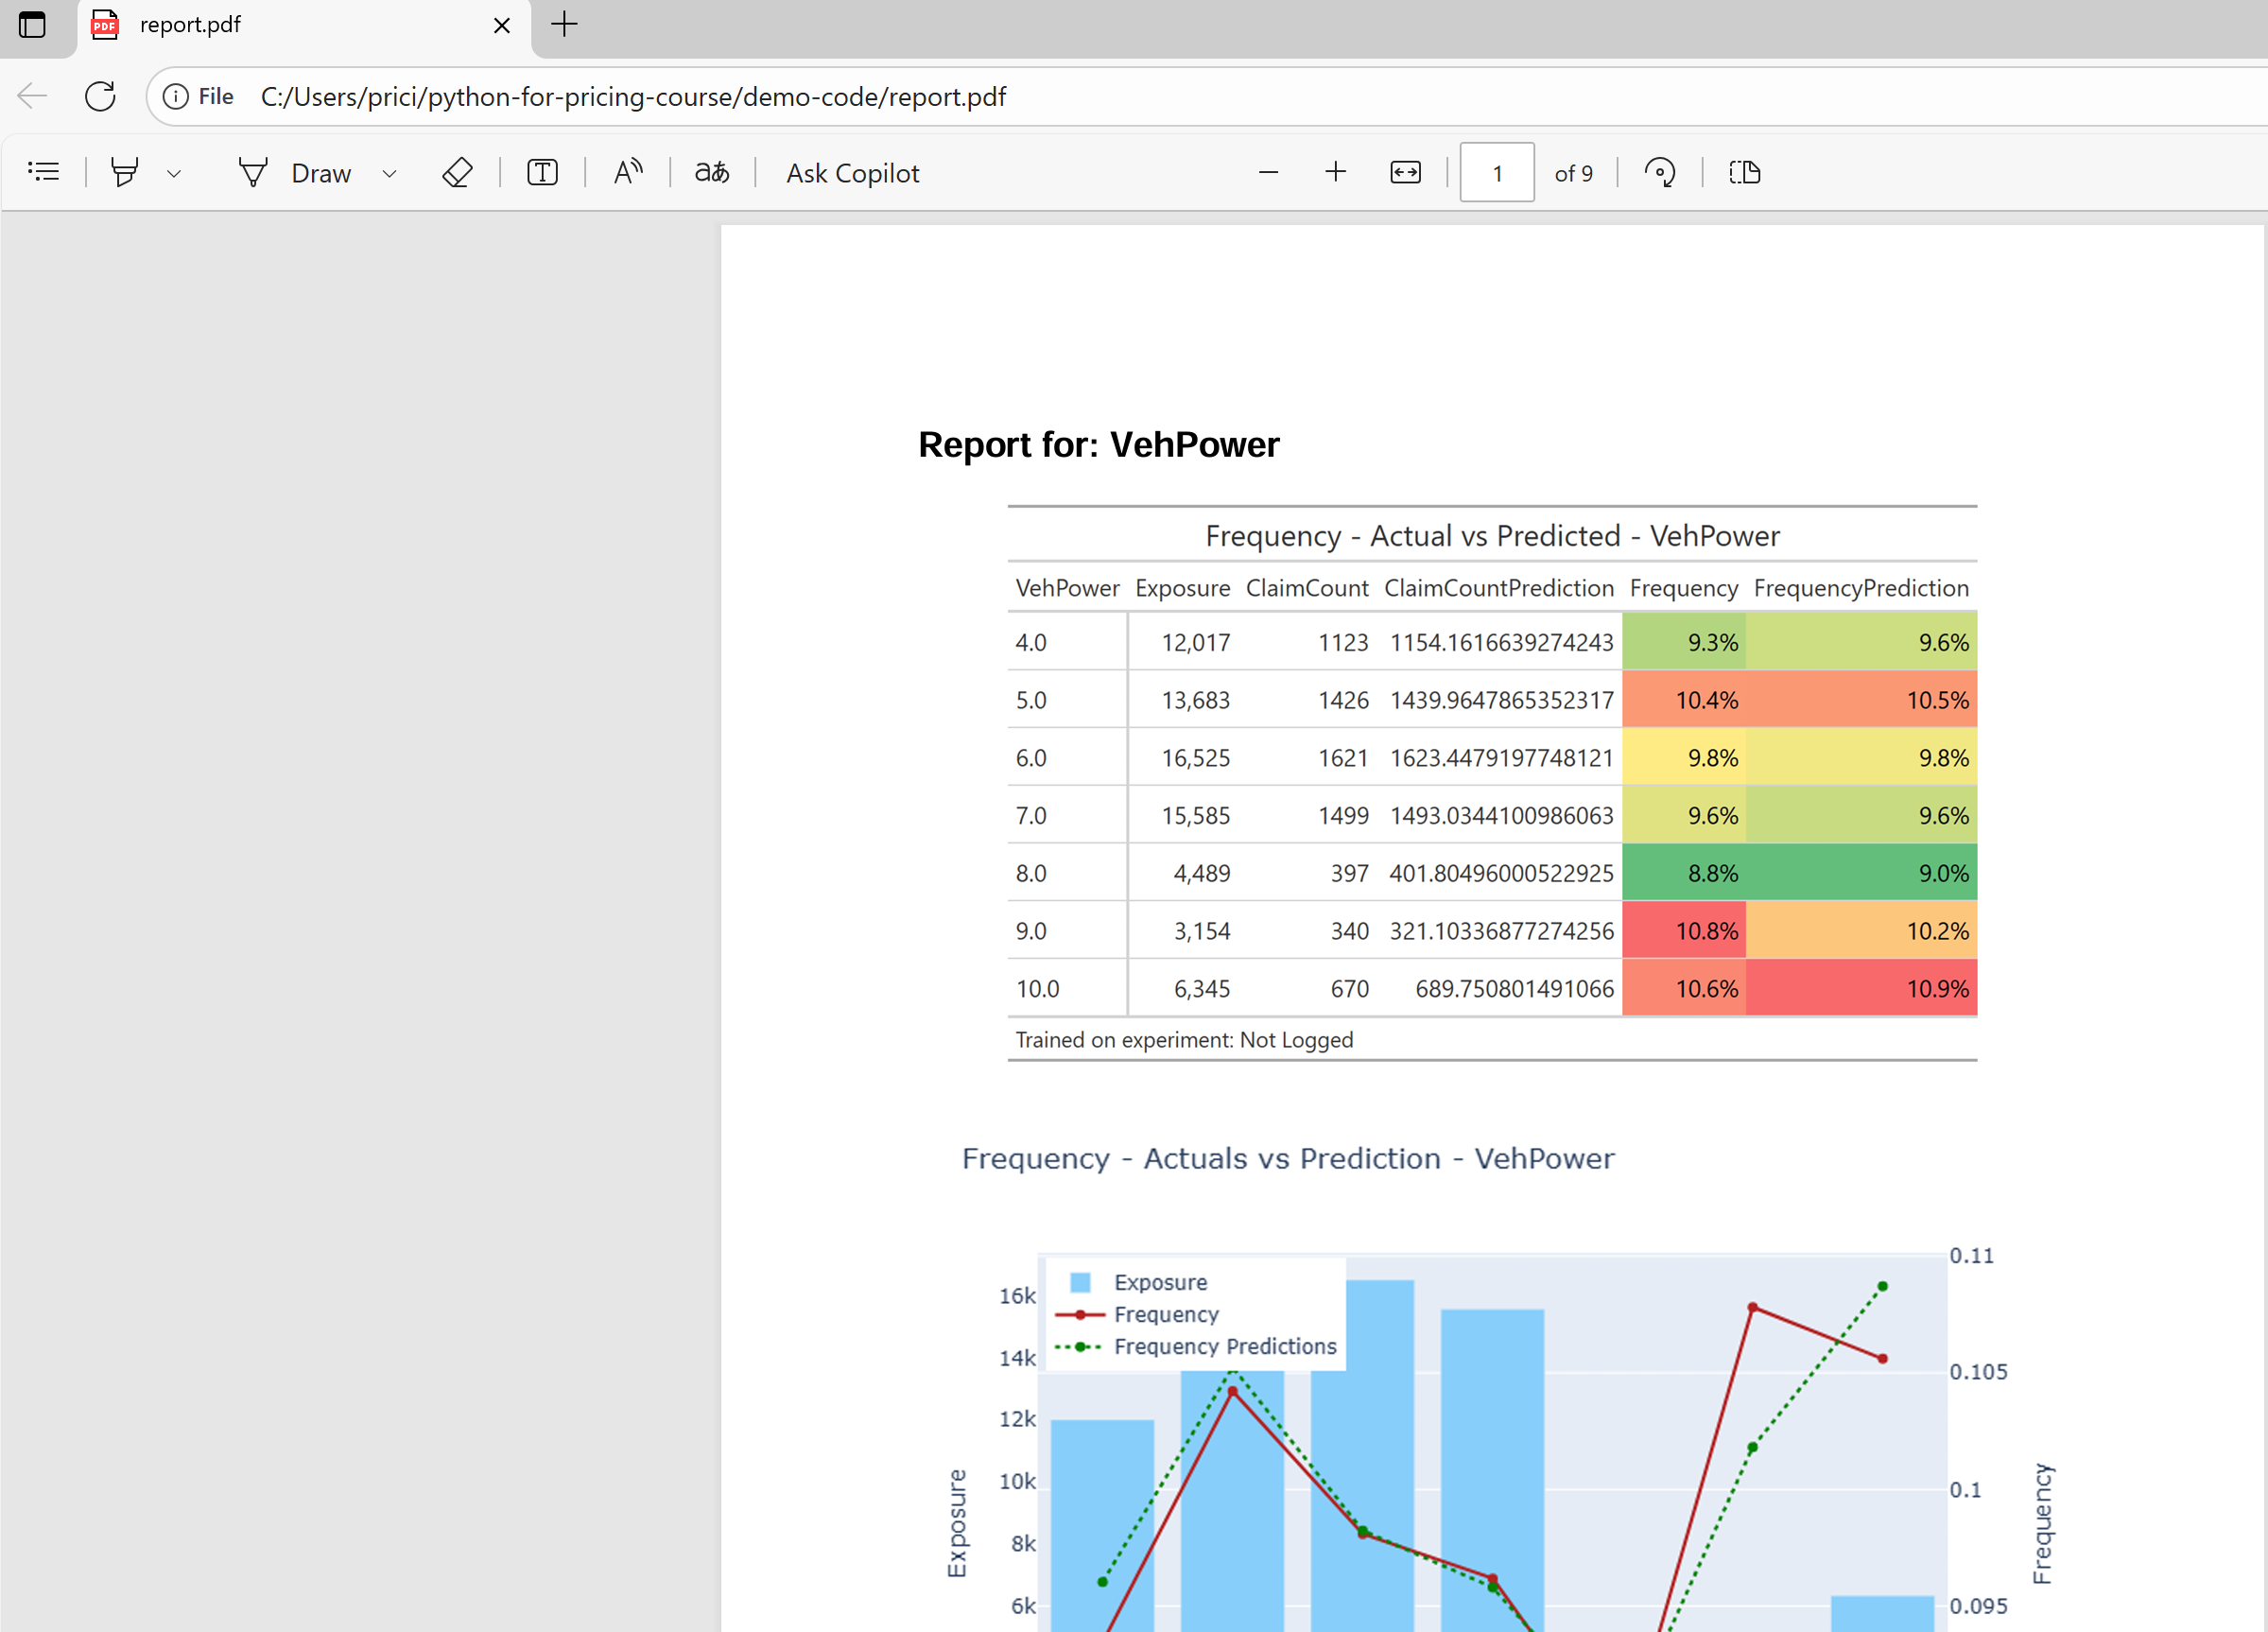 report.pdf
File C:/Users/prici/python-for-pricing-course/demo-code/report.pdf
Draw T A aあ Ask Copilot 1 of 9
Report for: VehPower
Frequency - Actual vs Predicted - VehPower
VehPower Exposure ClaimCount ClaimCountPrediction Frequency FrequencyPrediction
4.0 12,017 1123 1154.1616639274243 9.3% 9.6%
5.0 13,683 1426 1439.9647865352317 10.4% 10.5%
6.0 16,525 1621 1623.4479197748121 9.8% 9.8%
7.0 15,585 1499 1493.0344100986063 9.6% 9.6%
8.0 4,489 397 401.80496000522925 8.8% 9.0%
9.0 3,154 340 321.10336877274256 10.8% 10.2%
10.0 6,345 670 689.750801491066 10.6% 10.9%
Trained on experiment: Not Logged
Frequency - Actuals vs Prediction - VehPower
Exposure
Frequency
Frequency Predictions
16k
14k
12k
10k
8k
6k
Exposure
0.11
0.105
0.1
0.095
Frequency